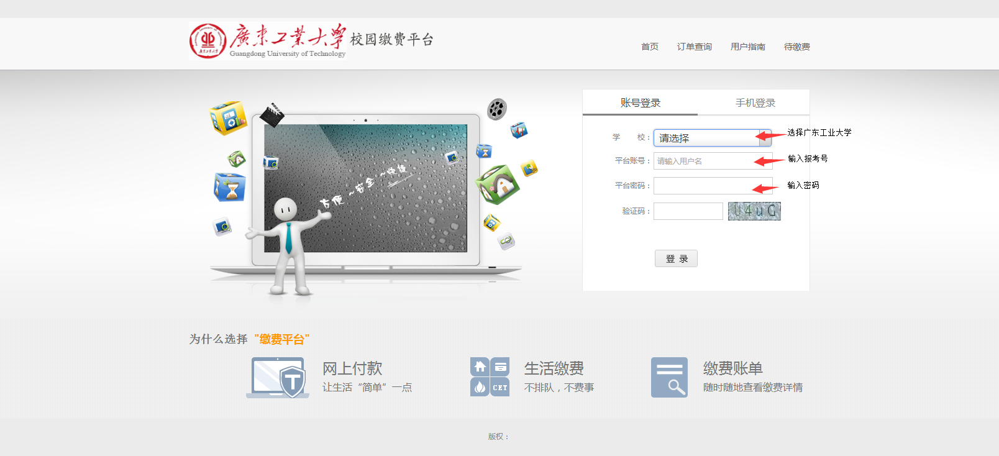 廣東工业大学 校园缴费平台
Guangdong University of Technology
首页 订单查询 用户指南 待缴费
账号登录 手机登录
学 校： 请选择 选择广东工业大学
平台账号： 请输入用户名 输入报考号
平台密码： 输入密码
验证码： U4uG
登 录
方便 ~安全 ~快捷
为什么选择 "缴费平台"
网上付款
让生活“简单”一点
CET
生活缴费
不排队，不费事
缴费账单
随时随地查看缴费详情
版权：